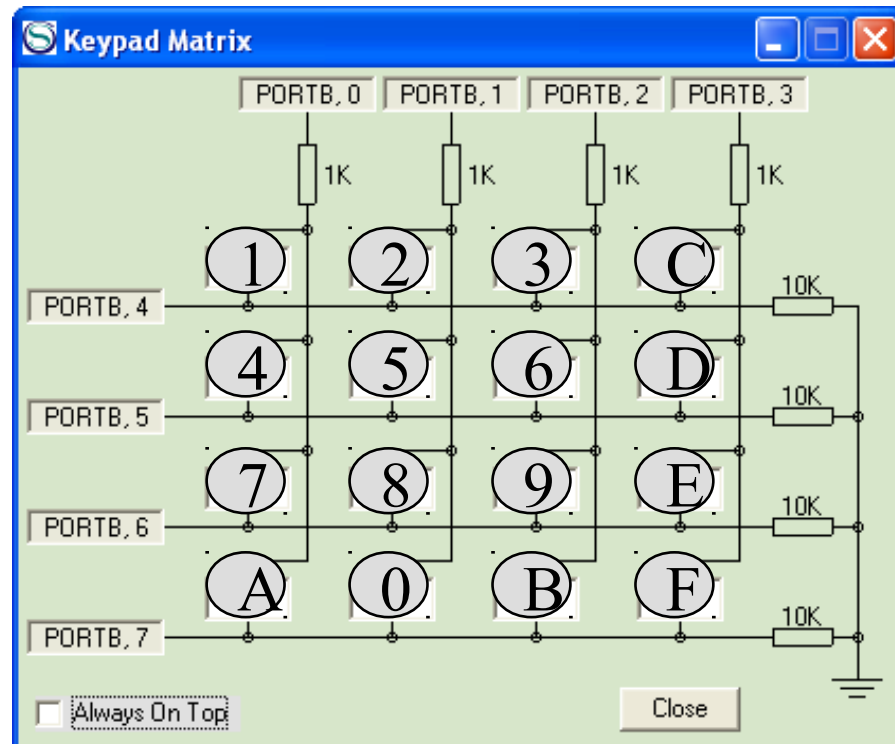 Keypad Matrix
PORTB, 0 PORTB, 1 PORTB, 2 PORTB, 3
1K 1K 1K 1K
1 2 3 C
10K
PORTB, 4
4 5 6 D
10K
PORTB, 5
7 8 9 E
10K
PORTB, 6
A 0 B F
10K
PORTB, 7
Always On Top Close